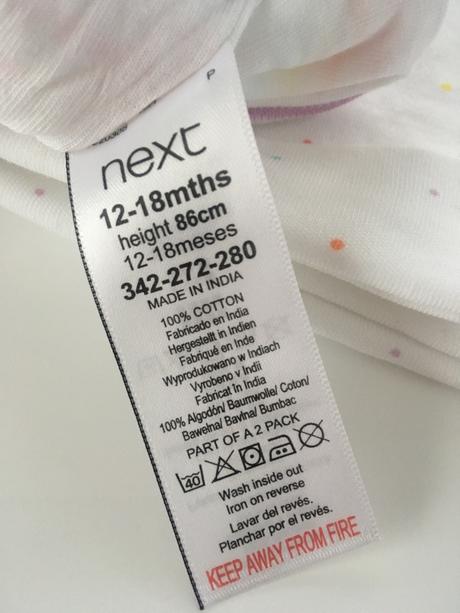 P
next
12-18mths
height 86cm
12-18meses
342-272-280
MADE IN INDIA
100% COTTON
Fabricado en India
Hergestellt in Indien
Fabriqué en Inde
Wyprodukowano w Indiach
Vyrobeno v Indii
Fabricat în India
100% Algodón/ Baumwolle/ Coton/
Bawełna/ Bavlna/ Bumbac
PART OF A 2 PACK
40
Wash inside out
Iron on reverse
Lavar del revés.
Planchar por el revés.
KEEP AWAY FROM FIRE